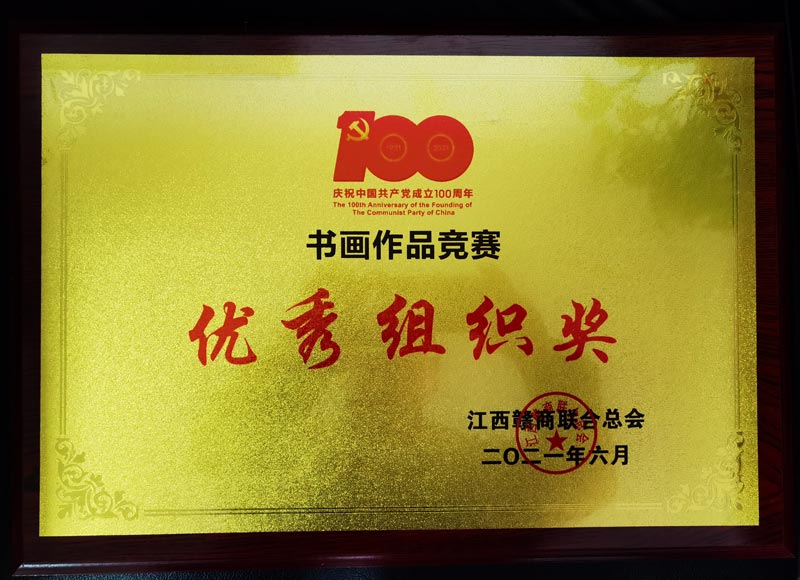 100
1921 2021
庆祝中国共产党成立100周年
The 100th Anniversary of the Founding of
The Communist Party of China
书画作品竞赛
优秀组织奖
江西赣商联合总会
二〇二一年六月